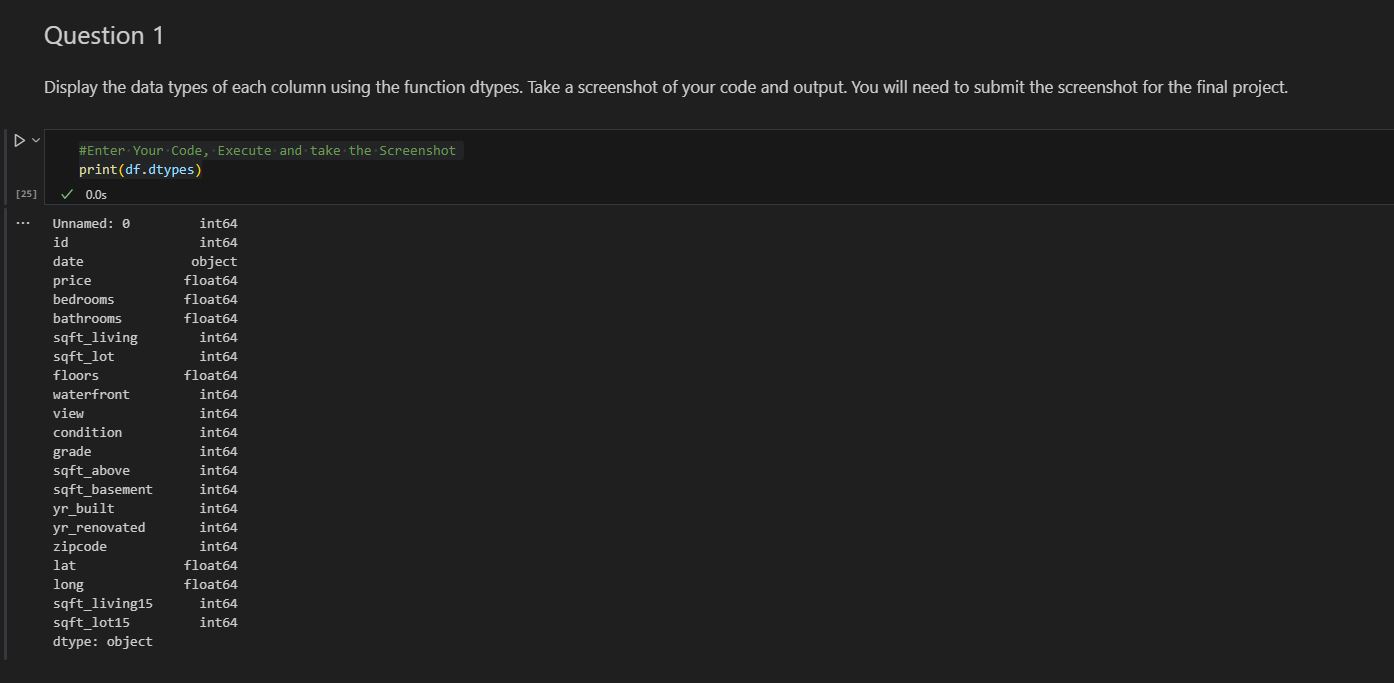 Question 1
Display the data types of each column using the function dtypes. Take a screenshot of your code and output. You will need to submit the screenshot for the final project.
#Enter Your Code, Execute and take the Screenshot
print(df.dtypes)
[25] 0.0s
... Unnamed: 0 int64
id int64
date object
price float64
bedrooms float64
bathrooms float64
sqft_living int64
sqft_lot int64
floors float64
waterfront int64
view int64
condition int64
grade int64
sqft_above int64
sqft_basement int64
yr_built int64
yr_renovated int64
zipcode int64
lat float64
long float64
sqft_living15 int64
sqft_lot15 int64
dtype: object